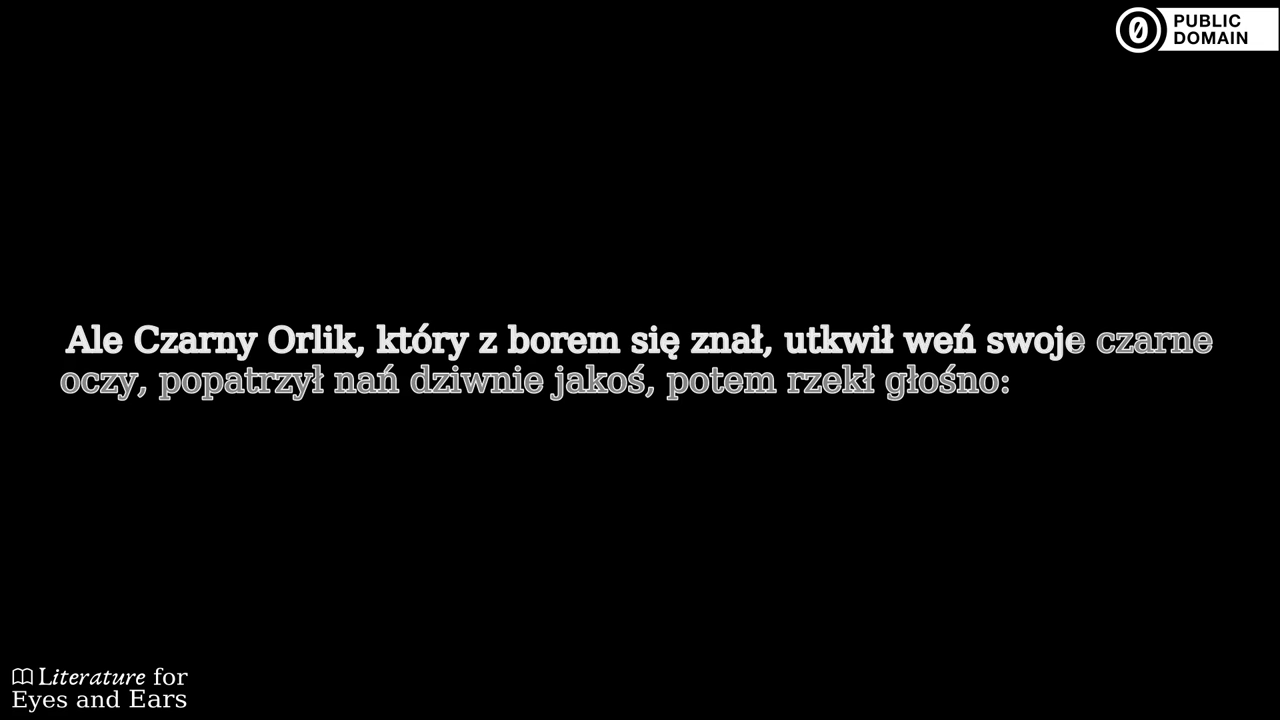 PUBLIC
DOMAIN
Ale Czarny Orlik, który z borem się znał, utkwił weń swoje czarne
oczy, popatrzył nań dziwnie jakoś, potem rzekł głośno:
Literature for
Eyes and Ears